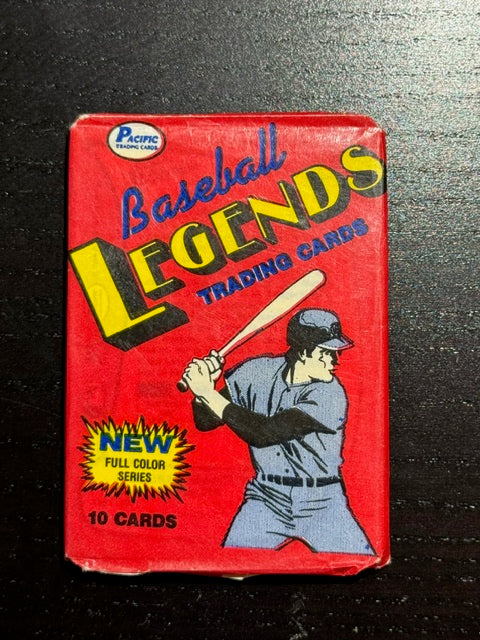 PACIFIC
TRADING CARDS
Baseball
LEGENDS
TRADING CARDS
NEW
FULL COLOR
SERIES
10 CARDS